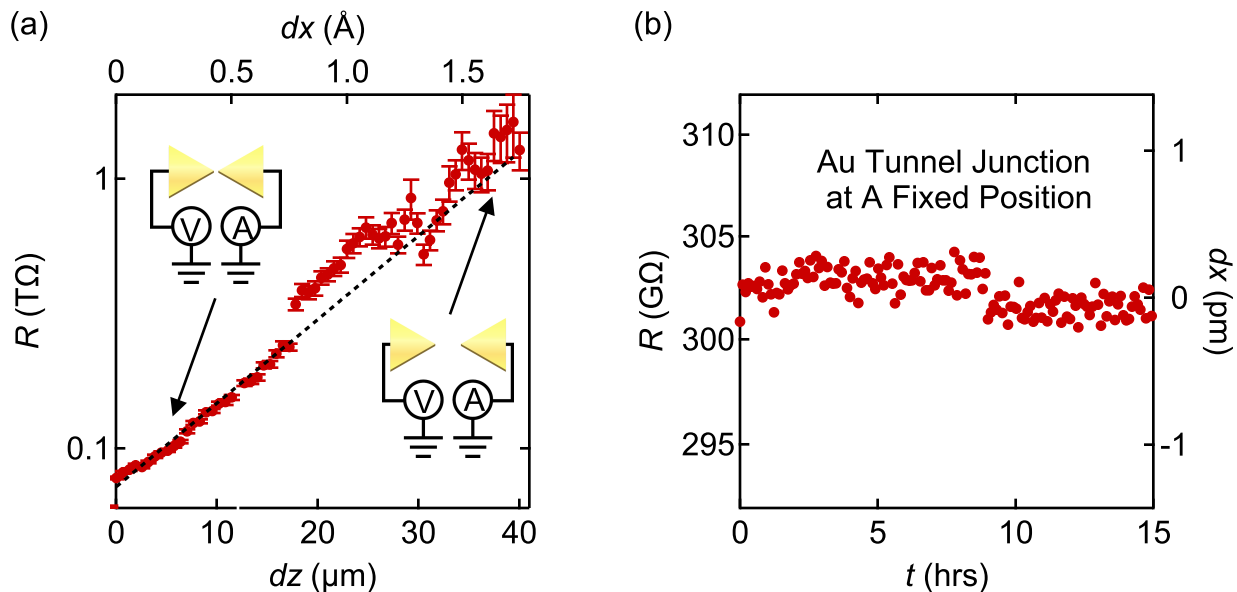 (a)
dx (Å)
0 0.5 1.0 1.5
R (TΩ)
1
0.1
V A
V A
0 10 20 30 40
dz (µm)
(b)
Au Tunnel Junction
at A Fixed Position
R (GΩ)
310
305
300
295
dx (pm)
1
0
-1
0 5 10 15
t (hrs)